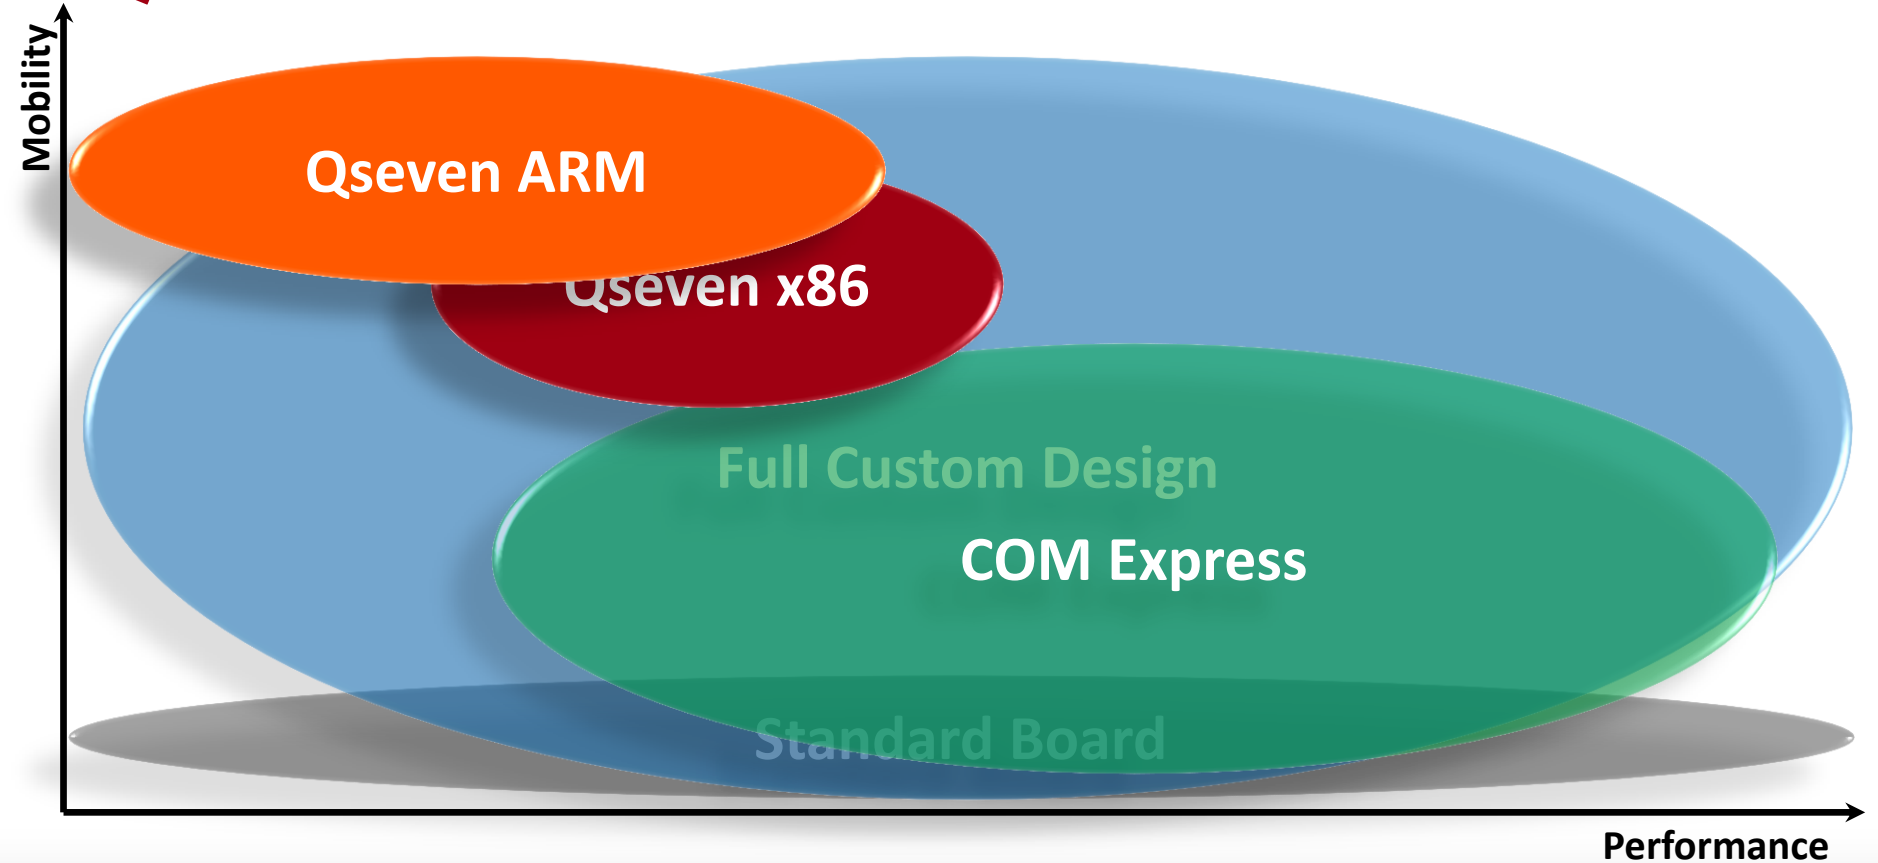 Mobility
Qseven ARM
Qseven x86
Full Custom Design
COM Express
Standard Board
Performance